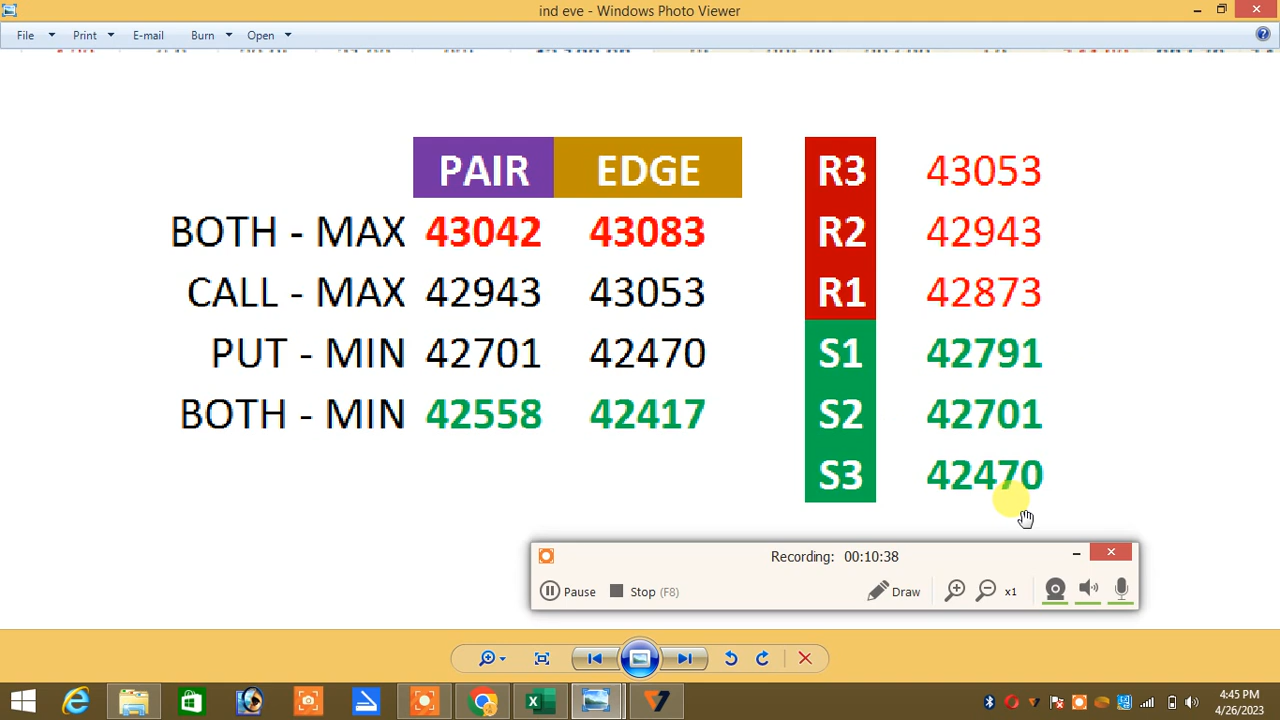 ind eve - Windows Photo Viewer
File Print E-mail Burn Open
PAIR EDGE
BOTH - MAX 43042 43083
CALL - MAX 42943 43053
PUT - MIN 42701 42470
BOTH - MIN 42558 42417
R3 43053
R2 42943
R1 42873
S1 42791
S2 42701
S3 42470
Recording: 00:10:38
Pause Stop (F8) Draw x1
4:45 PM
4/26/2023